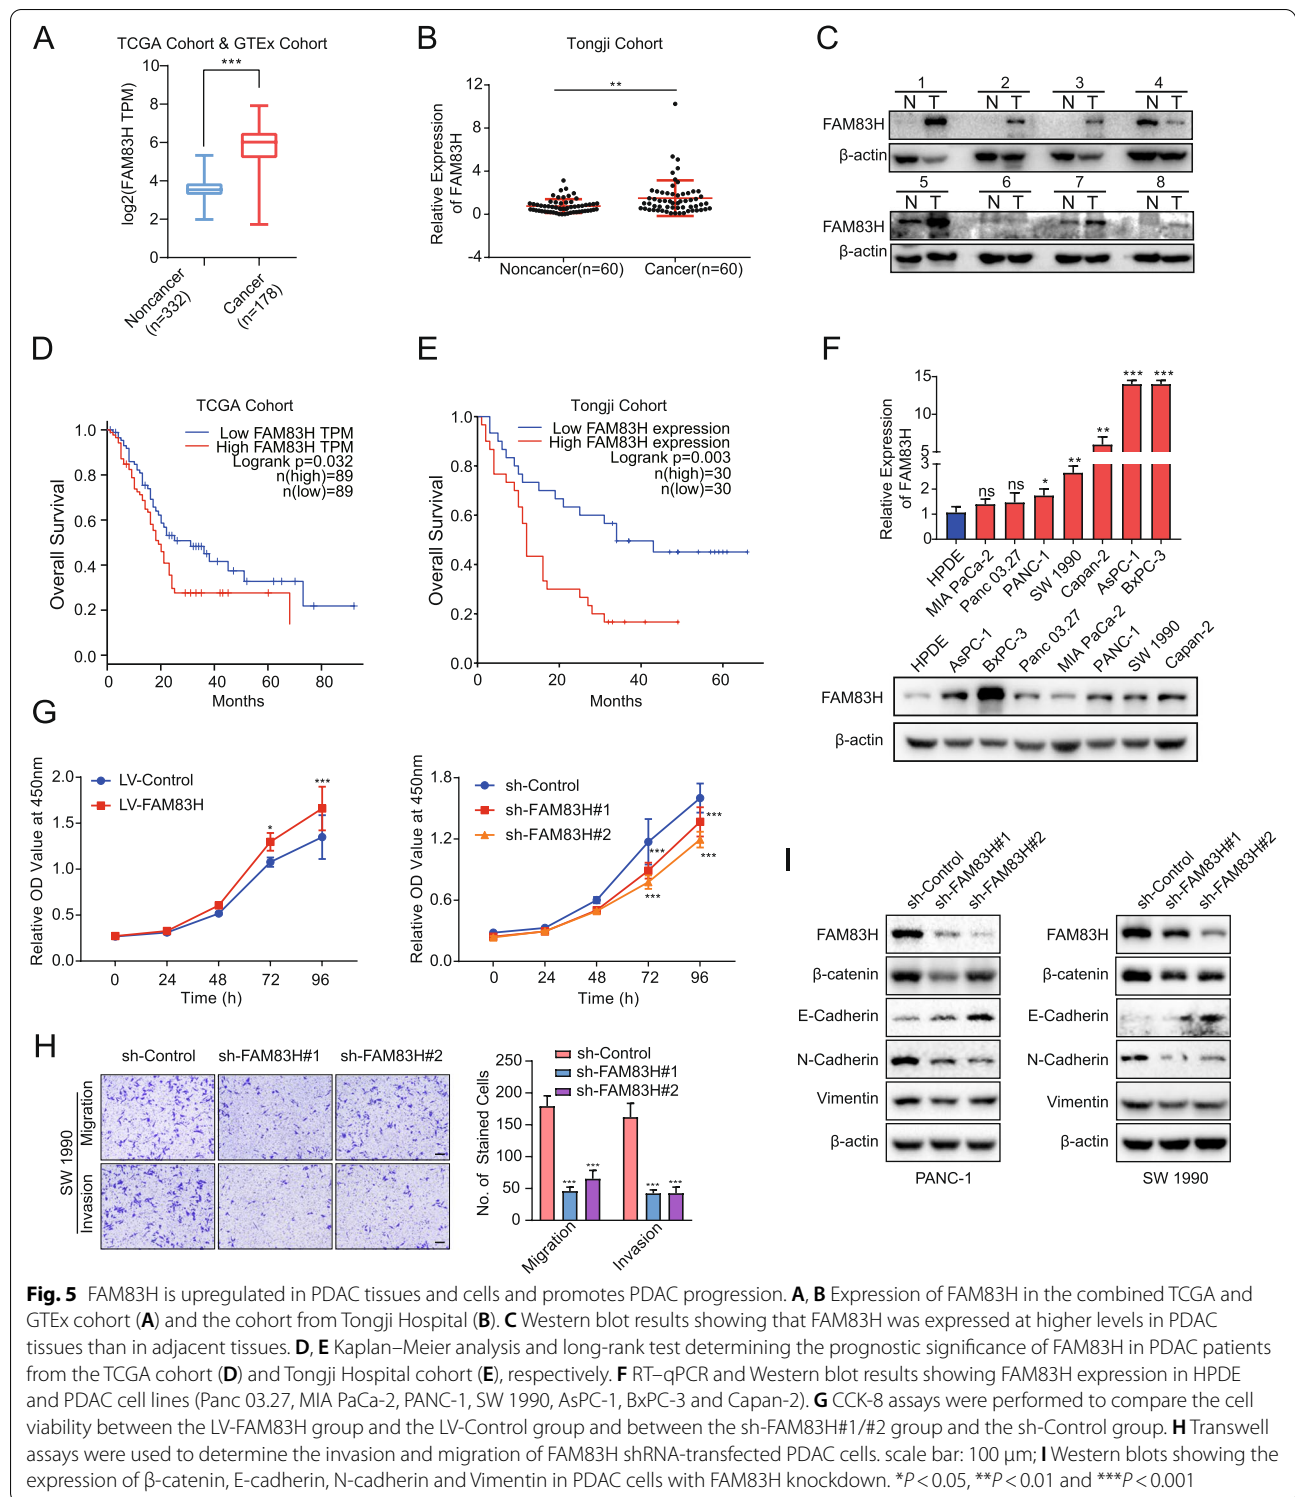 A
TCGA Cohort & GTEx Cohort
***
log2(FAM83H TPM)
10
8
6
4
2
0
Noncancer
(n=332)
Cancer
(n=178)
B
Tongji Cohort
**
Relative Expression
of FAM83H
12
8
4
0
-4
Noncancer(n=60)
Cancer(n=60)
C
1 2 3 4
N T N T N T N T
FAM83H
β-actin
5 6 7 8
N T N T N T N T
FAM83H
β-actin
D
TCGA Cohort
Low FAM83H TPM
High FAM83H TPM
Logrank p=0.032
n(high)=89
n(low)=89
Overall Survival
1.0
0.8
0.6
0.4
0.2
0.0
0 20 40 60 80
Months
E
Tongji Cohort
Low FAM83H expression
High FAM83H expression
Logrank p=0.003
n(high)=30
n(low)=30
Overall Survival
1.0
0.8
0.6
0.4
0.2
0.0
0 20 40 60
Months
F
Relative Expression
of FAM83H
15
10
5
3
2
1
0
ns ns * ** ** *** ***
HPDE
MIA PaCa-2
Panc 03.27
PANC-1
SW 1990
Capan-2
AsPC-1
BxPC-3
HPDE
AsPC-1
BxPC-3
Panc 03.27
MIA PaCa-2
PANC-1
SW 1990
Capan-2
FAM83H
β-actin
G
LV-Control
LV-FAM83H
Relative OD Value at 450nm
2.0
1.5
1.0
0.5
0.0
* ***
0 24 48 72 96
Time (h)
sh-Control
sh-FAM83H#1
sh-FAM83H#2
Relative OD Value at 450nm
1.8
1.2
0.6
0.0
***
***
***
***
0 24 48 72 96
Time (h)
H
sh-Control sh-FAM83H#1 sh-FAM83H#2
SW 1990
Migration
Invasion
sh-Control
sh-FAM83H#1
sh-FAM83H#2
No. of Stained Cells
250
200
150
100
50
0
*** *** *** ***
Migration
Invasion
I
sh-Control
sh-FAM83H#1
sh-FAM83H#2
FAM83H
β-catenin
E-Cadherin
N-Cadherin
Vimentin
β-actin
PANC-1
sh-Control
sh-FAM83H#1
sh-FAM83H#2
FAM83H
β-catenin
E-Cadherin
N-Cadherin
Vimentin
β-actin
SW 1990
Fig. 5 FAM83H is upregulated in PDAC tissues and cells and promotes PDAC progression. A, B Expression of FAM83H in the combined TCGA and
GTEx cohort (A) and the cohort from Tongji Hospital (B). C Western blot results showing that FAM83H was expressed at higher levels in PDAC
tissues than in adjacent tissues. D, E Kaplan–Meier analysis and long-rank test determining the prognostic significance of FAM83H in PDAC patients
from the TCGA cohort (D) and Tongji Hospital cohort (E), respectively. F RT–qPCR and Western blot results showing FAM83H expression in HPDE
and PDAC cell lines (Panc 03.27, MIA PaCa-2, PANC-1, SW 1990, AsPC-1, BxPC-3 and Capan-2). G CCK-8 assays were performed to compare the cell
viability between the LV-FAM83H group and the LV-Control group and between the sh-FAM83H#1/#2 group and the sh-Control group. H Transwell
assays were used to determine the invasion and migration of FAM83H shRNA-transfected PDAC cells. scale bar: 100 μm; I Western blots showing the
expression of β-catenin, E-cadherin, N-cadherin and Vimentin in PDAC cells with FAM83H knockdown. *P < 0.05, **P < 0.01 and ***P < 0.001